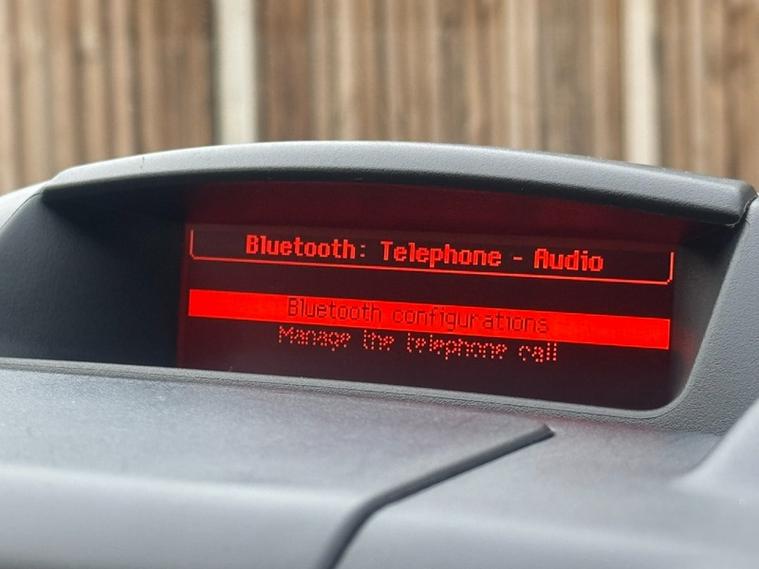 Bluetooth: Telephone - Audio
Bluetooth configurations
Manage the telephone call